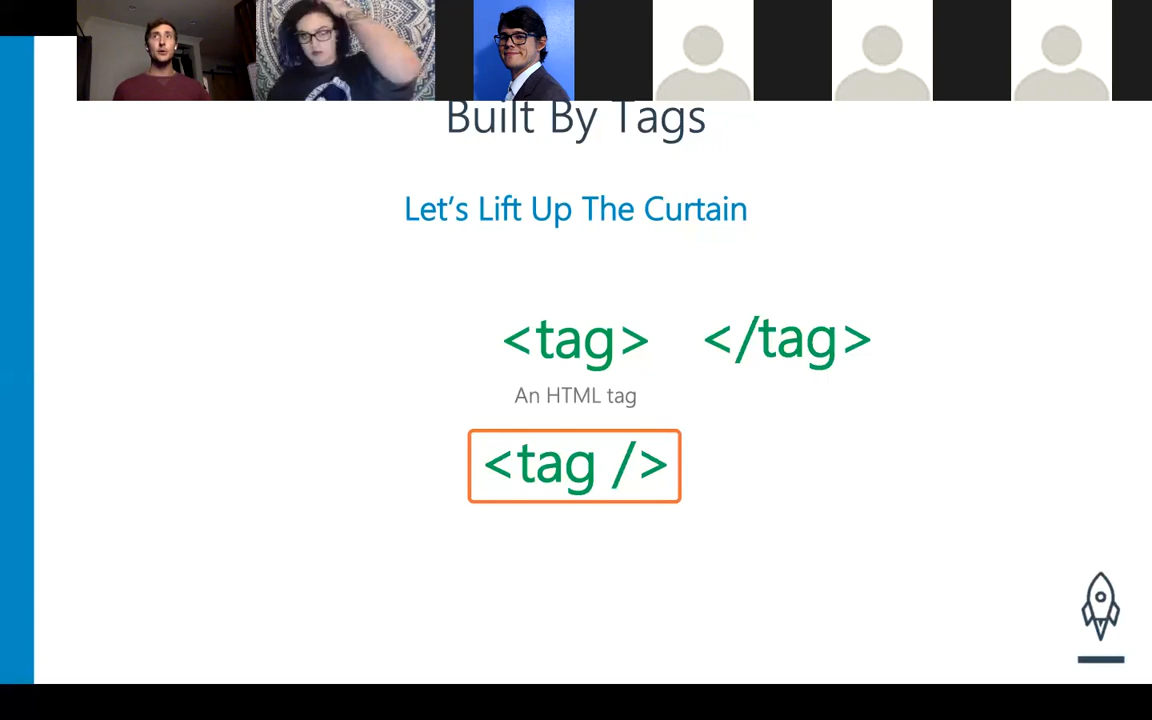 Built By Tags
Let's Lift Up The Curtain
<tag> </tag>
An HTML tag
<tag />